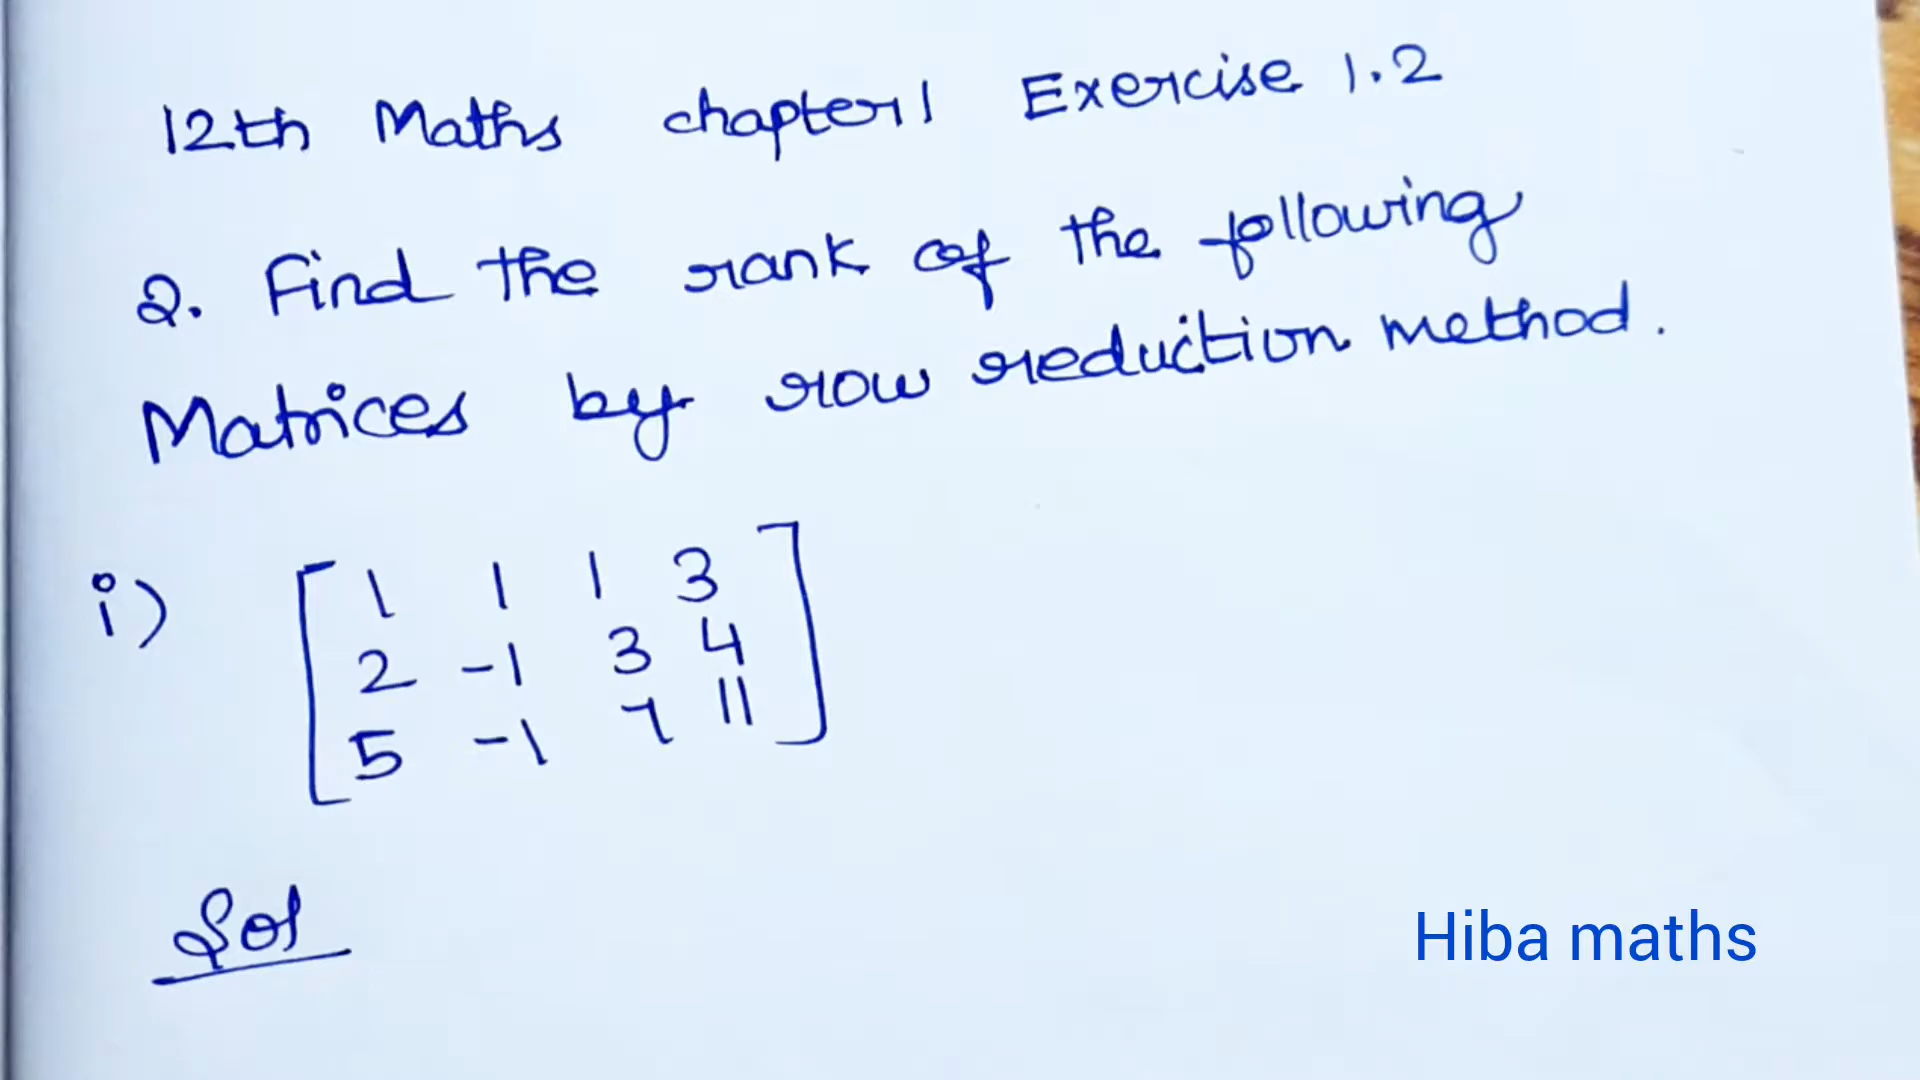 12th Maths chapter 1 Exercise 1.2
2. Find the rank of the following
Matrices by row reduction method.
i) 1 1 1 3
2 -1 3 4
5 -1 7 11
Sol
Hiba maths